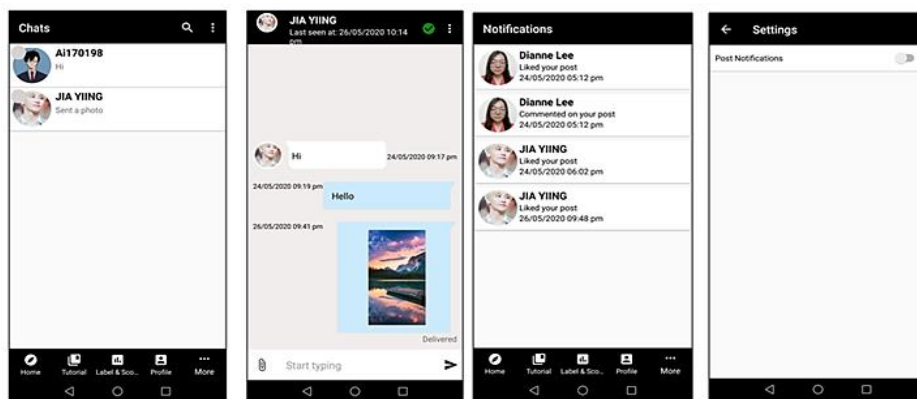 Chats
Ai170198
Hi
JIA YIING
Sent a photo
Home Tutorial Label & Sco... Profile More
JIA YIING
Last seen at: 26/05/2020 10:14
pm
Hi
24/05/2020 09:17 pm
24/05/2020 09:19 pm
Hello
26/05/2020 09:41 pm
Delivered
Start typing
Notifications
Dianne Lee
Liked your post
24/05/2020 05:12 pm
Dianne Lee
Commented on your post
24/05/2020 05:12 pm
JIA YIING
Liked your post
24/05/2020 06:02 pm
JIA YIING
Liked your post
26/05/2020 09:48 pm
Home Tutorial Label & Sco... Profile More
Settings
Post Notifications